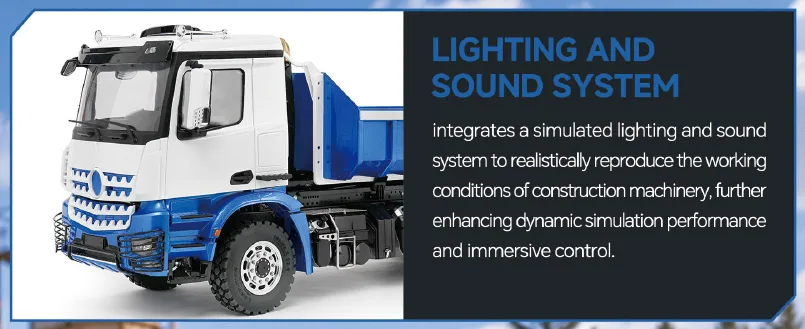 LIGHTING AND
SOUND SYSTEM
integrates a simulated lighting and sound
system to realistically reproduce the working
conditions of construction machinery, further
enhancing dynamic simulation performance
and immersive control.